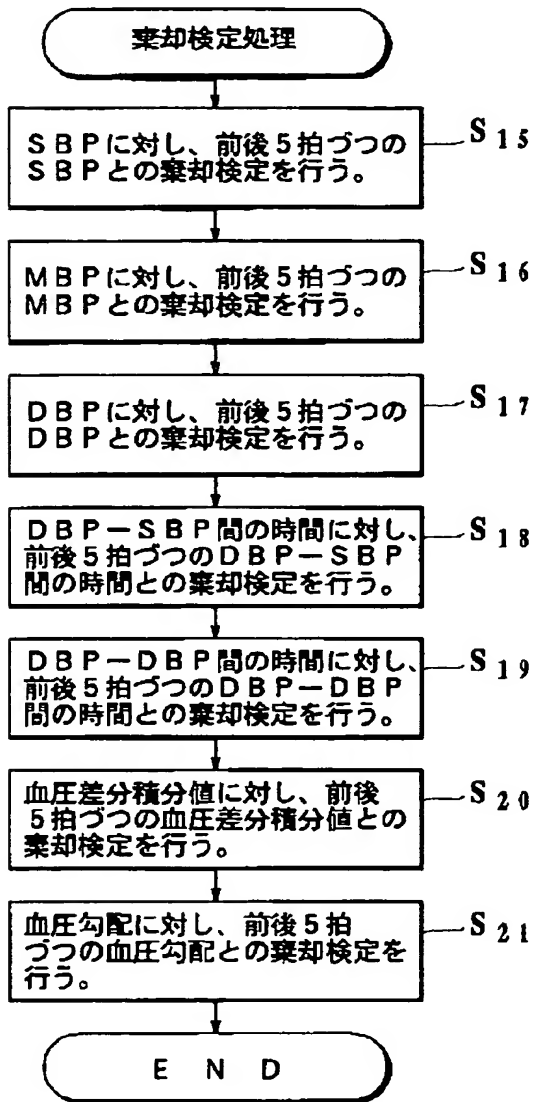 棄却検定処理
SBPに対し、前後5拍づつの S15
SBPとの棄却検定を行う。
MBPに対し、前後5拍づつの S16
MBPとの棄却検定を行う。
DBPに対し、前後5拍づつの S17
DBPとの棄却検定を行う。
DBP－SBP間の時間に対し、 S18
前後5拍づつのDBP－SBP
間の時間との棄却検定を行う。
DBP－DBP間の時間に対し、 S19
前後5拍づつのDBP－DBP
間の時間との棄却検定を行う。
血圧差分積分値に対し、前後 S20
5拍づつの血圧差分積分値との
棄却検定を行う。
血圧勾配に対し、前後5拍 S21
づつの血圧勾配との棄却検定を
行う。
END